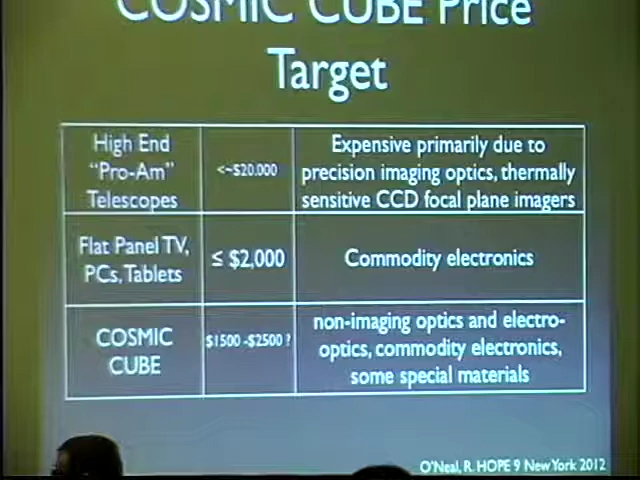 COSMIC CUBE Price
Target
High End
"Pro-Am"
Telescopes
<~$20.000
Expensive primarily due to
precision imaging optics, thermally
sensitive CCD focal plane imagers
Flat Panel TV,
PCs, Tablets
≤ $2,000
Commodity electronics
COSMIC
CUBE
$1500 -$2500 ?
non-imaging optics and electro-
optics, commodity electronics,
some special materials
O'Neal, R. HOPE 9 New York 2012